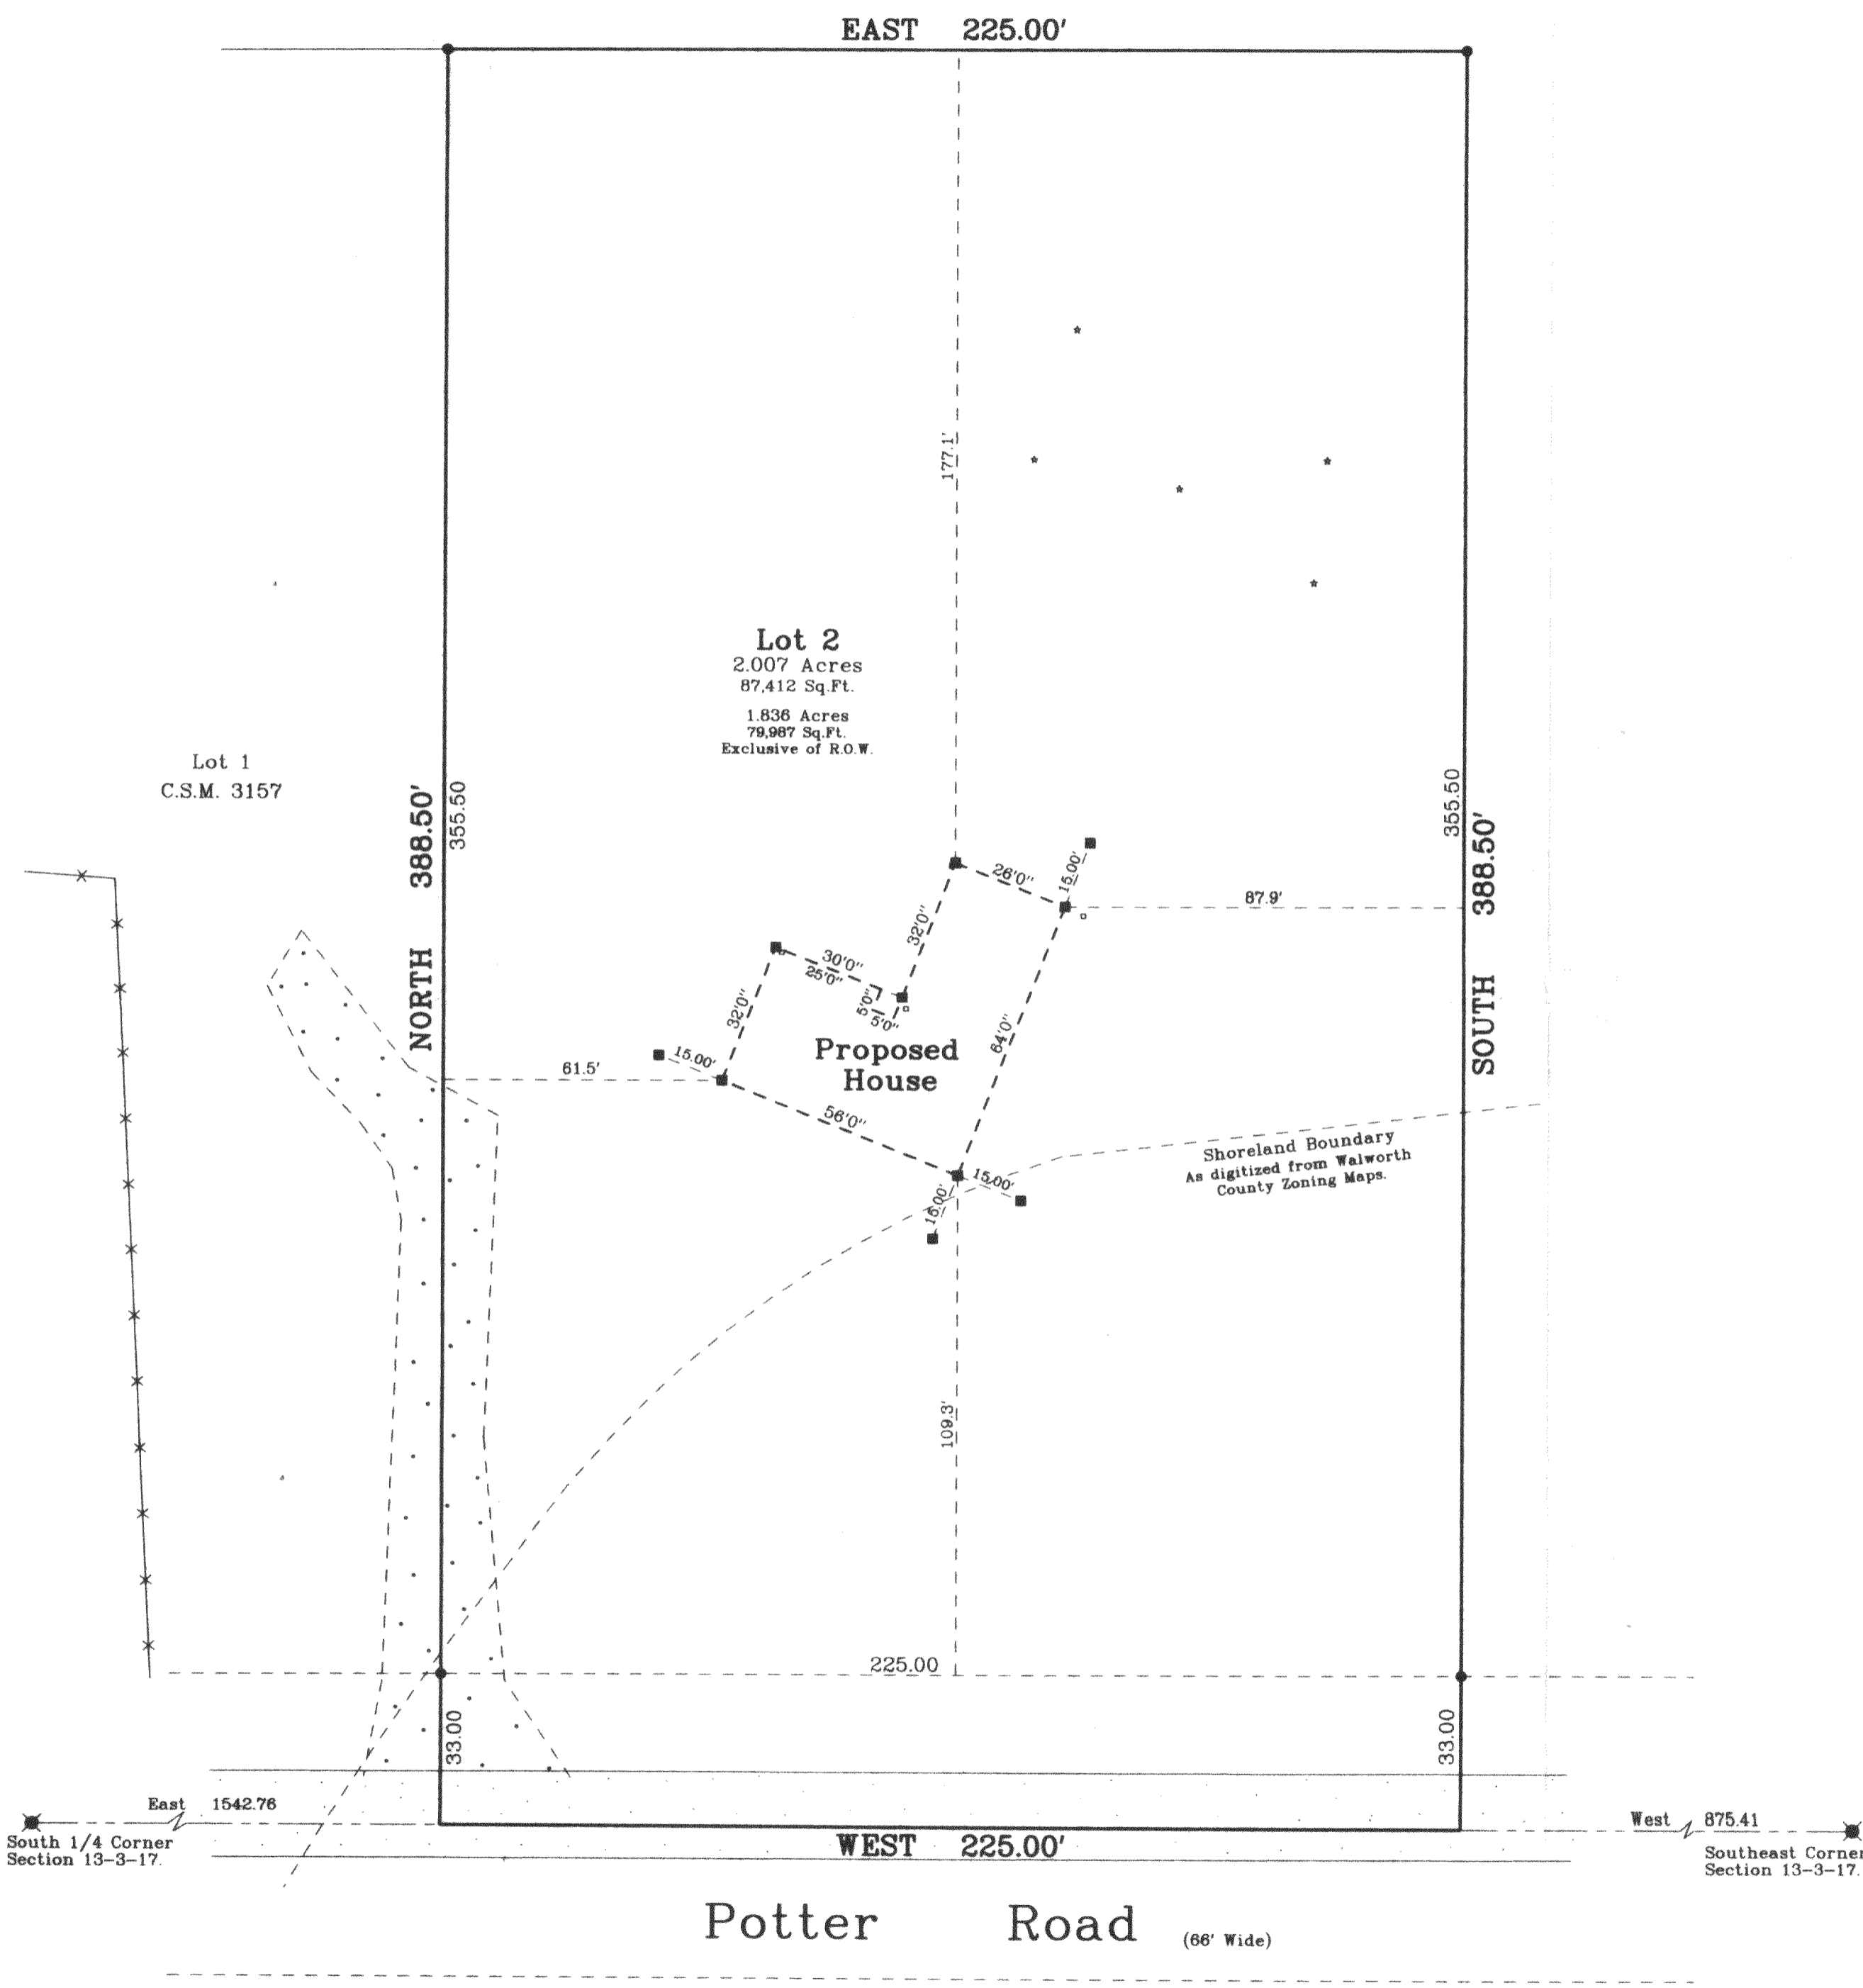 EAST 225.00'
177.1'
Lot 2
2.007 Acres
87,412 Sq.Ft.
1.836 Acres
79,987 Sq.Ft.
Exclusive of R.O.W.
Lot 1
C.S.M. 3157
NORTH 388.50'
355.50
355.50
SOUTH 388.50'
26'0"
15.00'
87.9'
32'0"
30'0"
25'0"
5'0"
5'0"
32'0"
64'0"
Proposed
House
15.00'
61.5'
56'0"
15.00'
15.00'
Shoreland Boundary
As digitized from Walworth
County Zoning Maps.
109.3'
225.00
33.00
33.00
East 1542.76
South 1/4 Corner
Section 13-3-17.
WEST 225.00'
West 875.41
Southeast Corner
Section 13-3-17.
Potter Road (66' Wide)